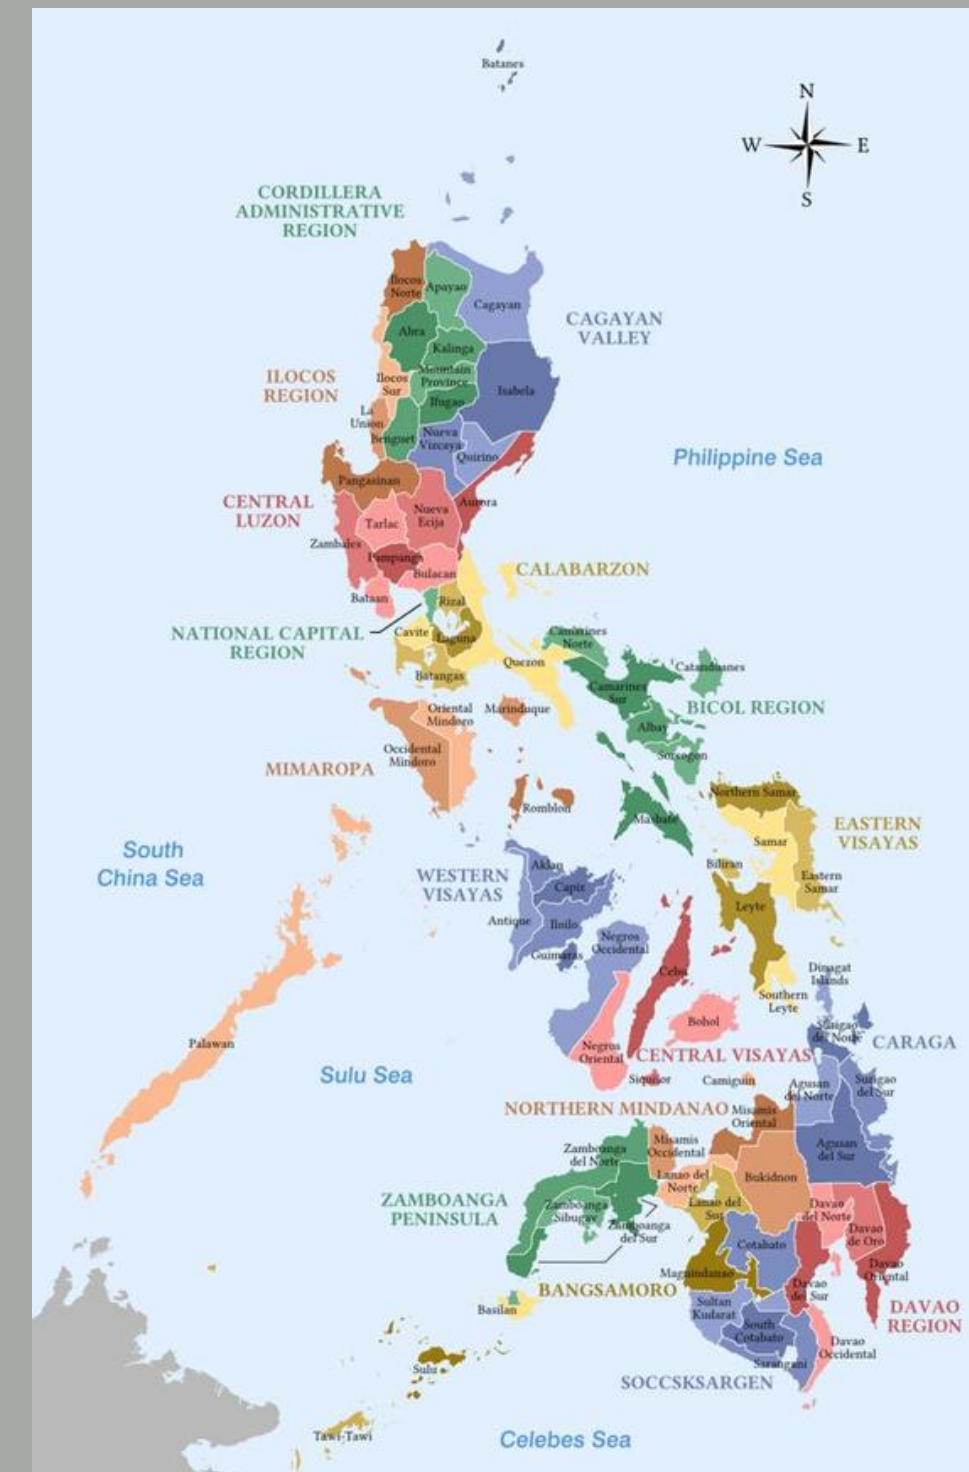 Batanes
N
W
E
S
CORDILLERA
ADMINISTRATIVE
REGION
Ilocos
Norte
Apayao
Cagayan
CAGAYAN
VALLEY
Abra
Kalinga
Mountain
Province
ILOCOS
REGION
Ilocos
Sur
Isabela
Ifugao
La
Union
Benguet
Nueva
Vizcaya
Quirino
Philippine Sea
Pangasinan
CENTRAL
LUZON
Aurora
Nueva
Ecija
Tarlac
Zambales
Pampanga
Bulacan
CALABARZON
Bataan
Rizal
NATIONAL CAPITAL
REGION
Cavite
Laguna
Camarines
Norte
Quezon
Catanduanes
Batangas
Camarines
Sur
Oriental
Mindoro
Marinduque
BICOL REGION
Albay
Occidental
Mindoro
Sorsogon
MIMAROPA
Romblon
Northern Samar
Masbate
EASTERN
VISAYAS
Samar
South
China Sea
WESTERN
VISAYAS
Aklan
Biliran
Capiz
Eastern
Samar
Leyte
Antique
Iloilo
Negros
Occidental
Guimaras
Cebu
Dinagat
Islands
Southern
Leyte
Bohol
Surigao
del Norte
CARAGA
Palawan
Negros
Oriental
CENTRAL VISAYAS
Sulu Sea
Siquijor
Camiguin
Agusan
del Norte
Surigao
del Sur
NORTHERN MINDANAO
Misamis
Oriental
Misamis
Occidental
Zamboanga
del Norte
Agusan
del Sur
Lanao del
Norte
Bukidnon
ZAMBOANGA
PENINSULA
Zamboanga
Sibugay
Lanao del
Sur
Davao
del Norte
Zamboanga
del Sur
Davao
de Oro
Cotabato
Maguindanao
Davao
Oriental
BANGSAMORO
Davao
del Sur
Basilan
Sultan
Kudarat
DAVAO
REGION
South
Cotabato
Davao
Occidental
Sarangani
Sulu
SOCCSKSARGEN
Tawi-Tawi
Celebes Sea